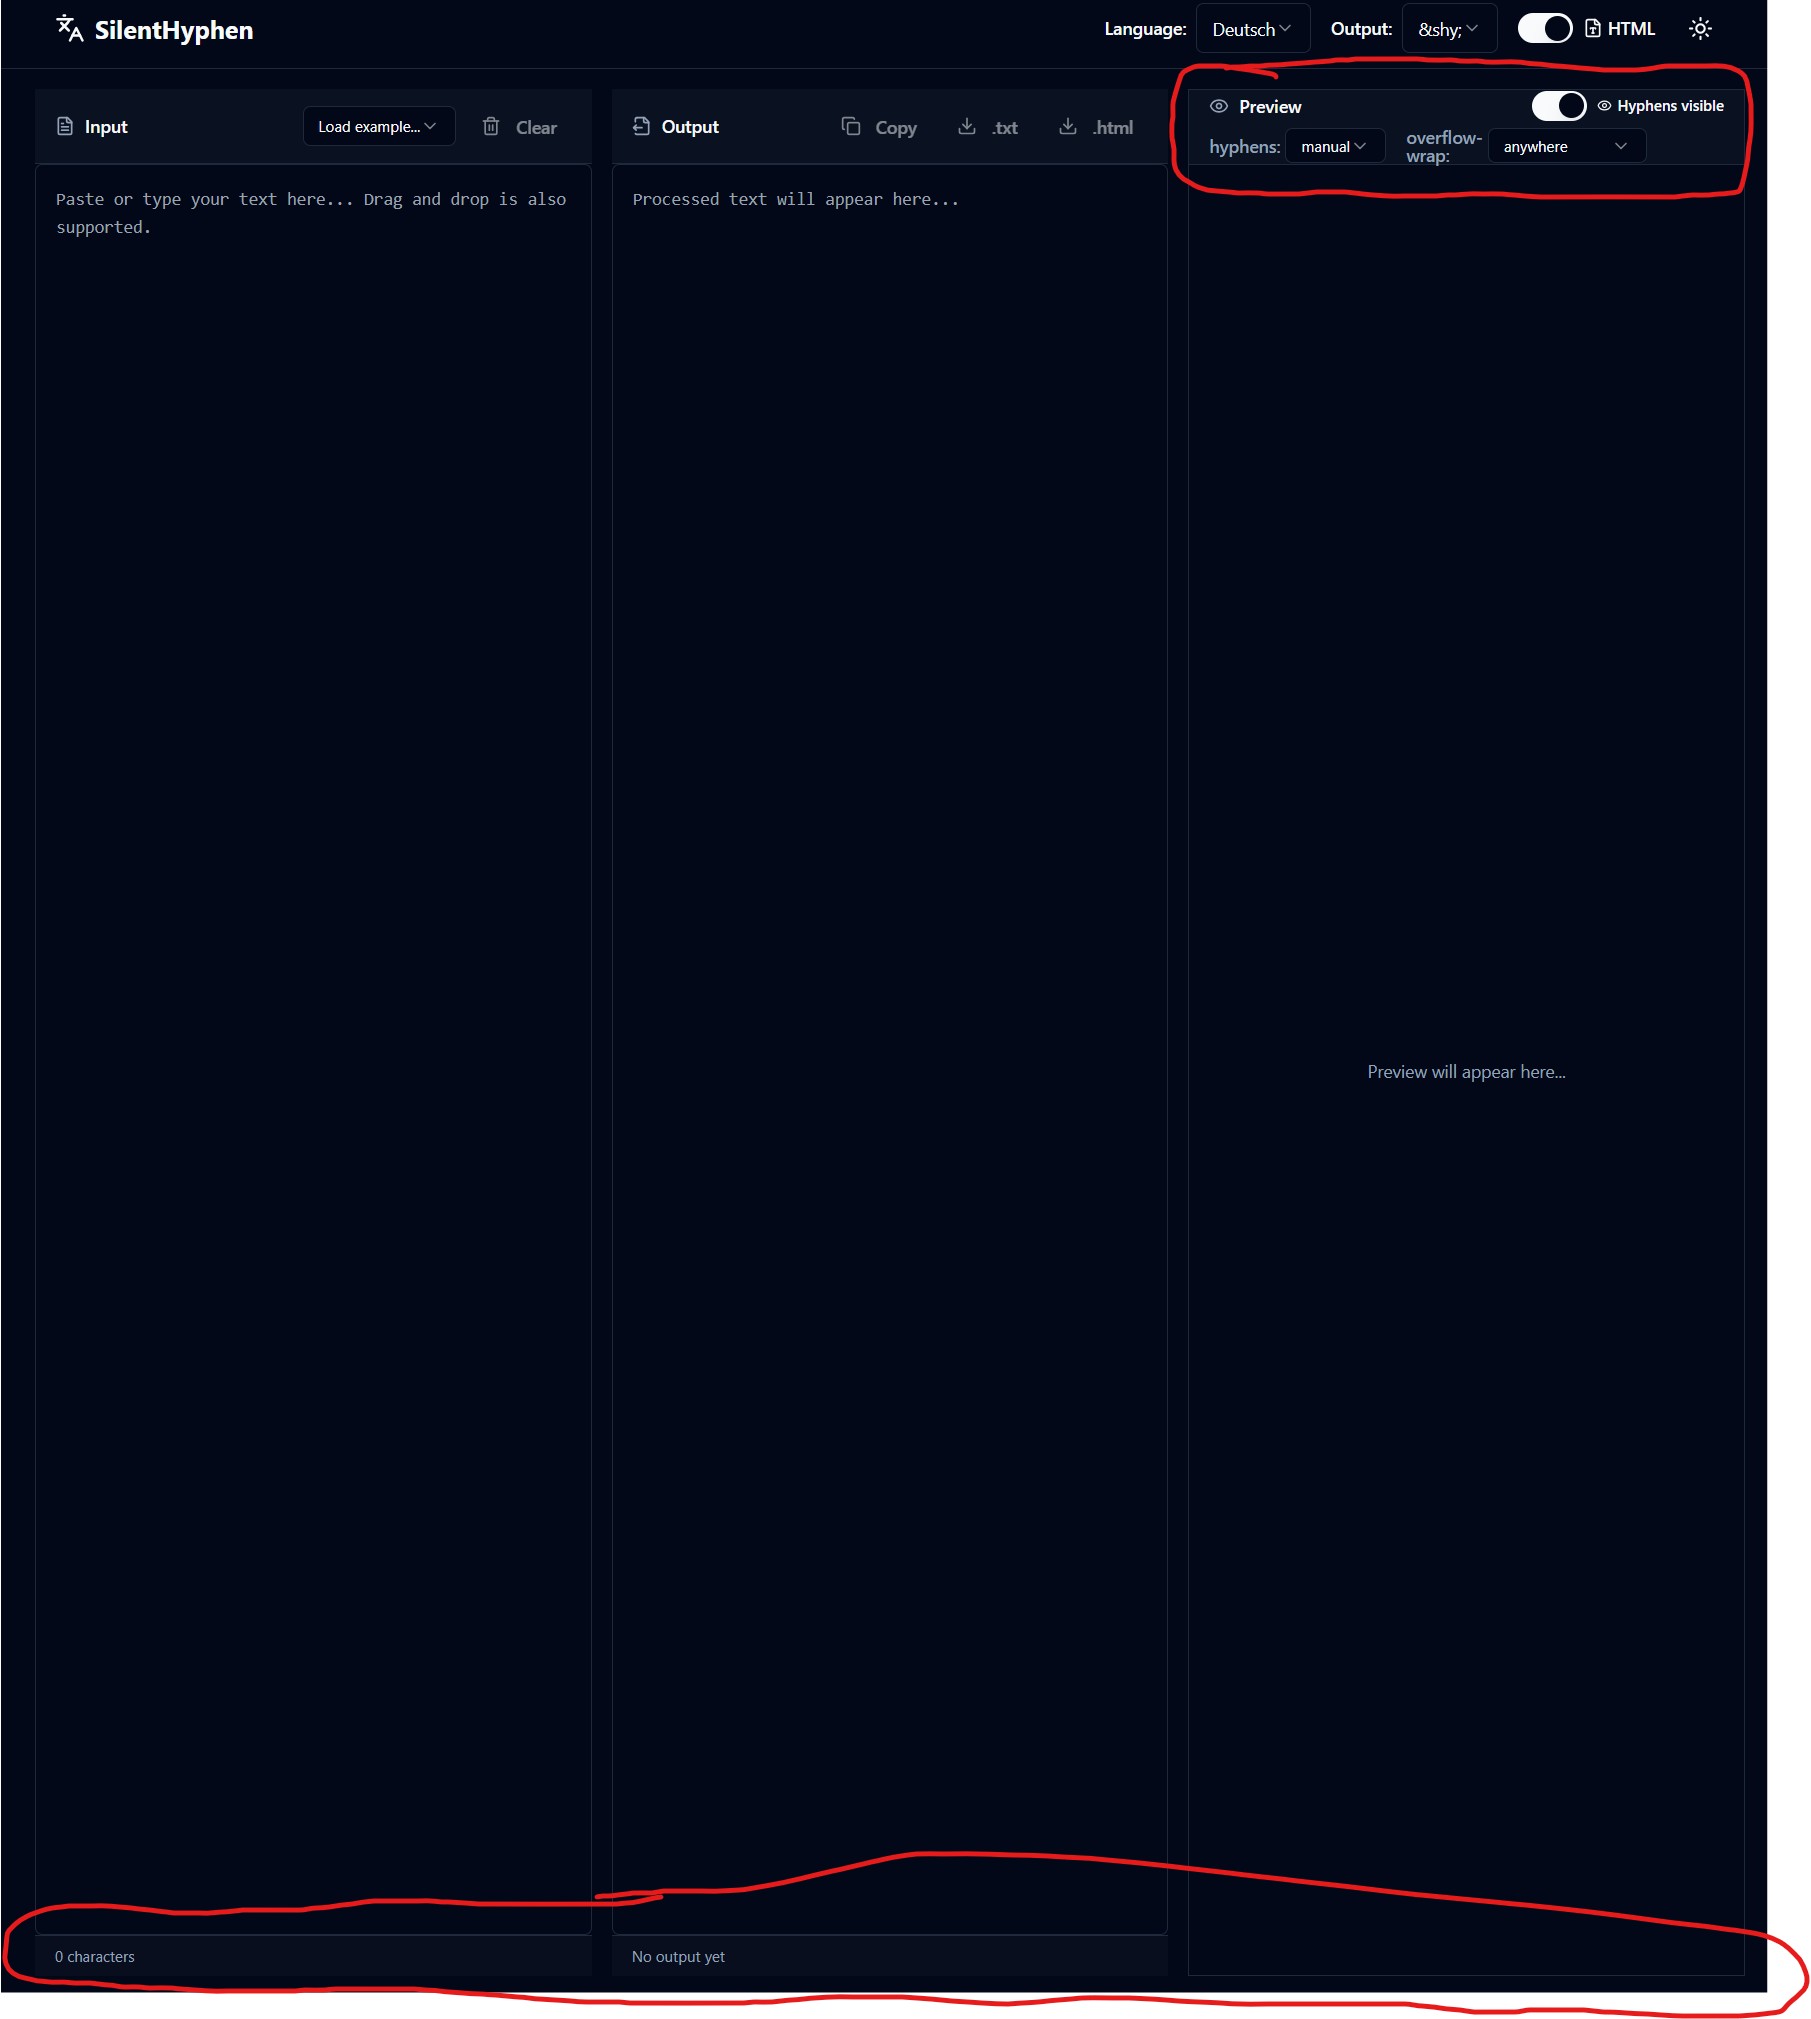 SilentHyphen
Language: Deutsch Output: &shy; HTML
Input Load example... Clear
Output Copy .txt .html
Preview Hyphens visible
hyphens: manual overflow-wrap: anywhere
Paste or type your text here... Drag and drop is also
supported.
Processed text will appear here...
Preview will appear here...
0 characters
No output yet